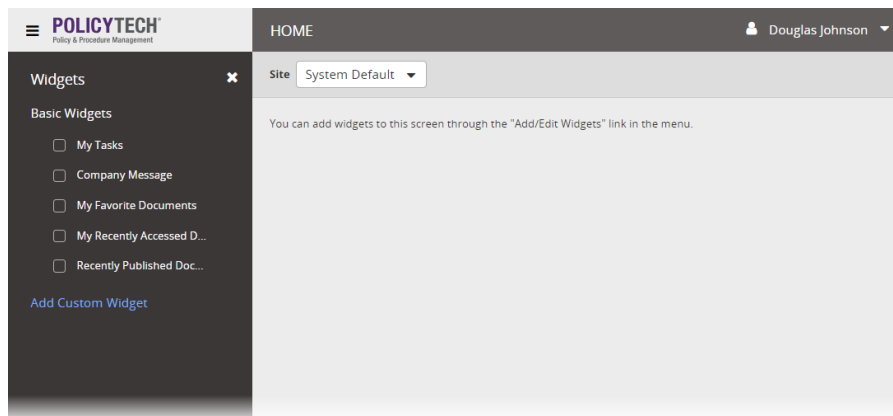 POLICYTECH®
Policy & Procedure Management
HOME
Douglas Johnson
Widgets
Site System Default
Basic Widgets
You can add widgets to this screen through the "Add/Edit Widgets" link in the menu.
My Tasks
Company Message
My Favorite Documents
My Recently Accessed D...
Recently Published Doc...
Add Custom Widget